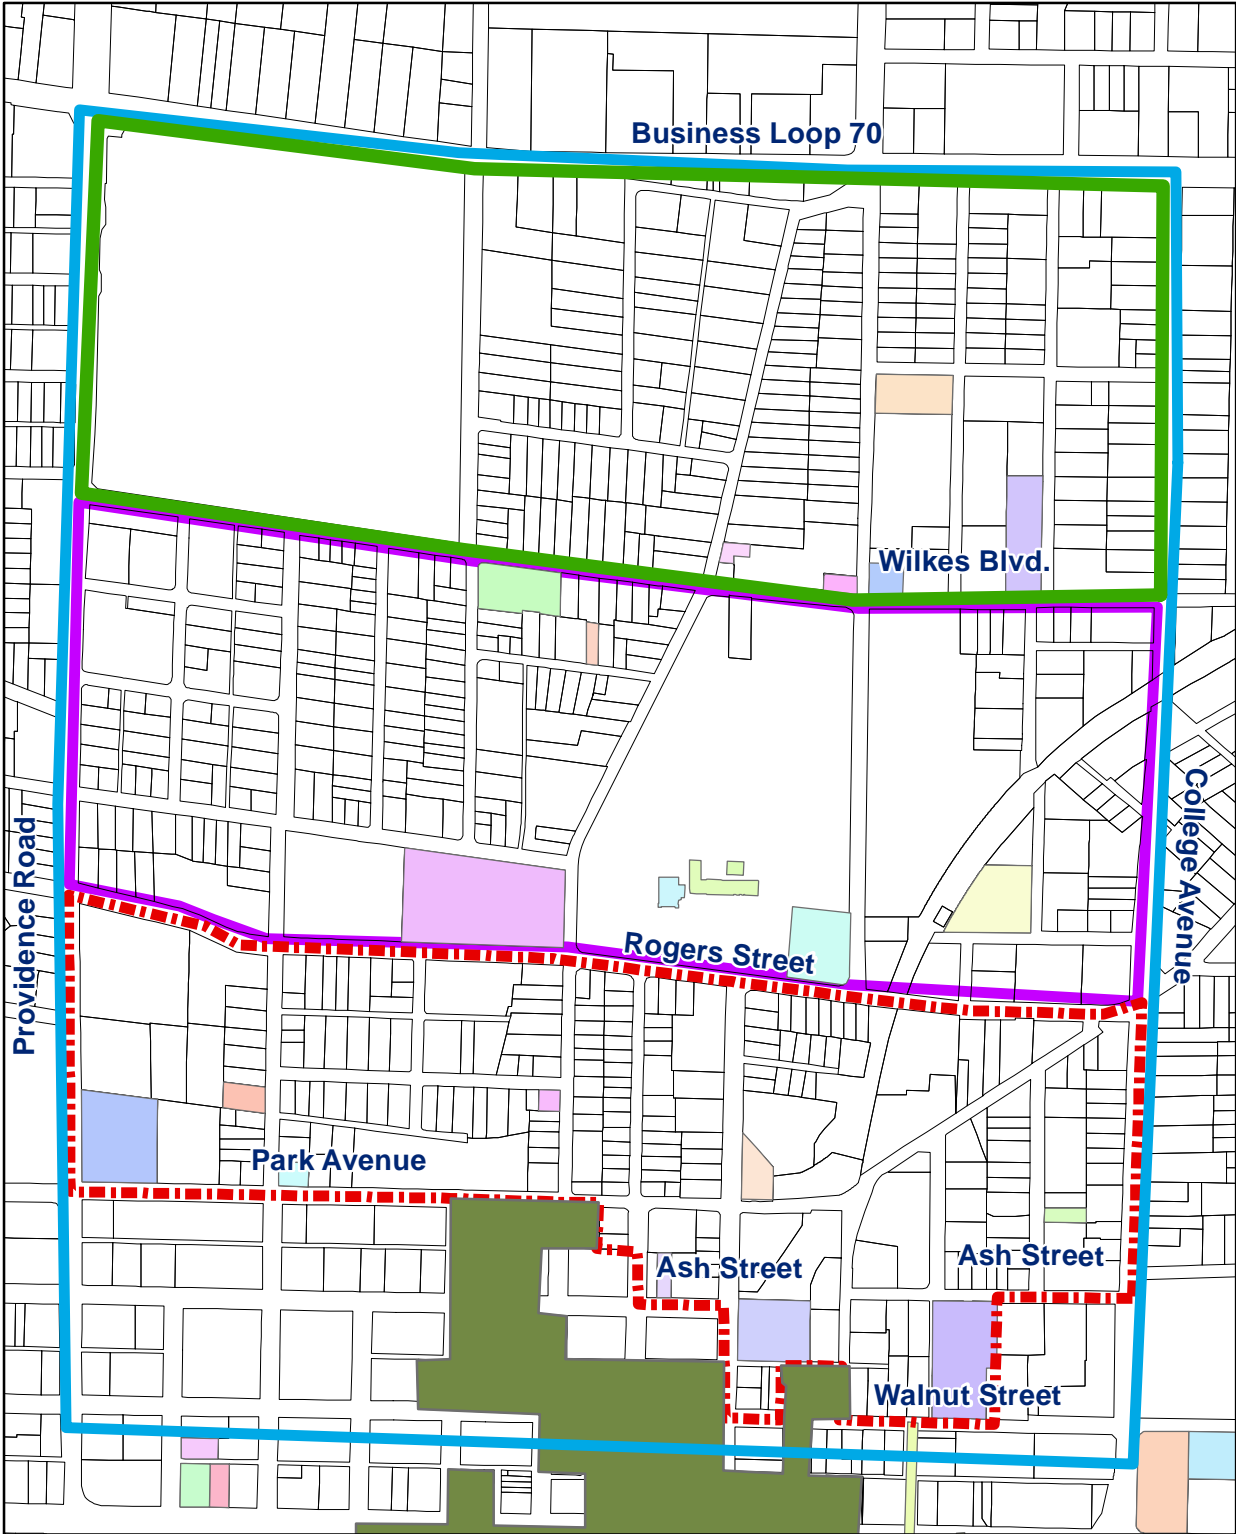 Business Loop 70
Wilkes Blvd.
College Avenue
Providence Road
Rogers Street
Park Avenue
Ash Street
Ash Street
Walnut Street